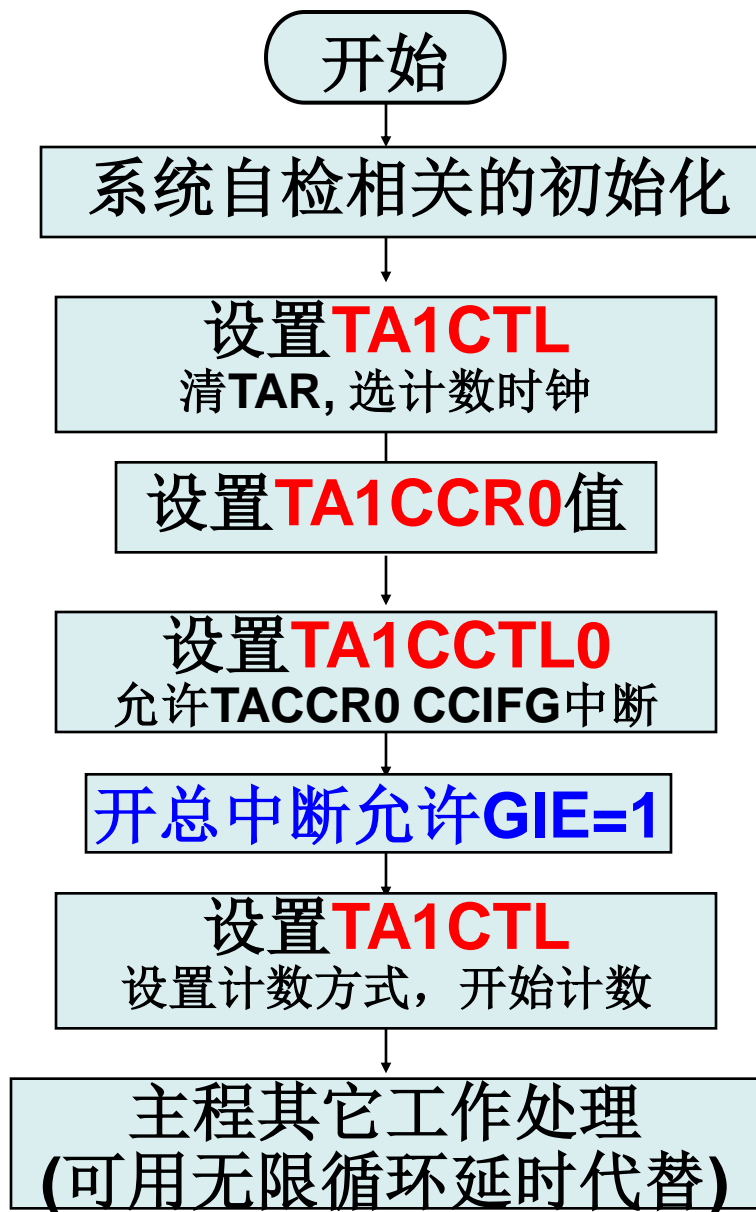 开始
系统自检相关的初始化
设置TA1CTL
清TAR, 选计数时钟
设置TA1CCR0值
设置TA1CCTL0
允许TACCR0 CCIFG中断
开总中断允许GIE=1
设置TA1CTL
设置计数方式，开始计数
主程其它工作处理
(可用无限循环延时代替)